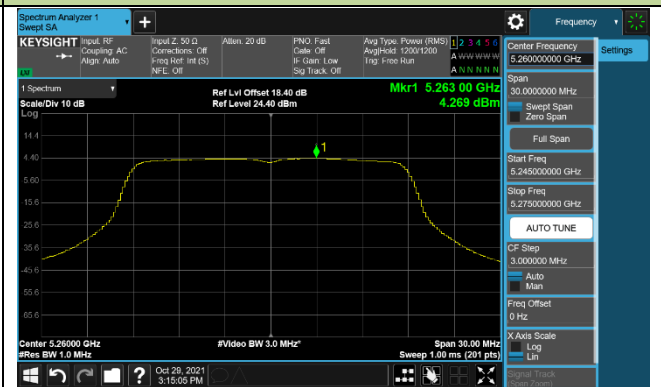 Spectrum Analyzer 1
Swept SA
+
Frequency
KEYSIGHT
Input: RF
Coupling: AC
Align: Auto
Input Z: 50 Ω
Corrections: Off
Freq Ref: Int (S)
NFE: Off
Atten: 20 dB
PNO: Fast
Gate: Off
IF Gain: Low
Sig Track: Off
Avg Type: Power (RMS)
Avg|Hold: 1200/1200
Trig: Free Run
1 2 3 4 5 6
A W W W W W
A N N N N N
Center Frequency
5.260000000 GHz
Settings
Span
30.0000000 MHz
Swept Span
Zero Span
Full Span
Start Freq
5.245000000 GHz
Stop Freq
5.275000000 GHz
AUTO TUNE
CF Step
3.000000 MHz
Auto
Man
Freq Offset
0 Hz
X Axis Scale
Log
Lin
Signal Track
(Span Zoom)
1 Spectrum
Scale/Div 10 dB
Log
Ref Lvl Offset 18.40 dB
Ref Level 24.40 dBm
Mkr1 5.263 00 GHz
4.269 dBm
1
14.4
4.40
-5.60
-15.6
-25.6
-35.6
-45.6
-55.6
-65.6
Center 5.26000 GHz
#Res BW 1.0 MHz
#Video BW 3.0 MHz*
Span 30.00 MHz
Sweep 1.00 ms (201 pts)
?
Oct 29, 2021
3:15:05 PM